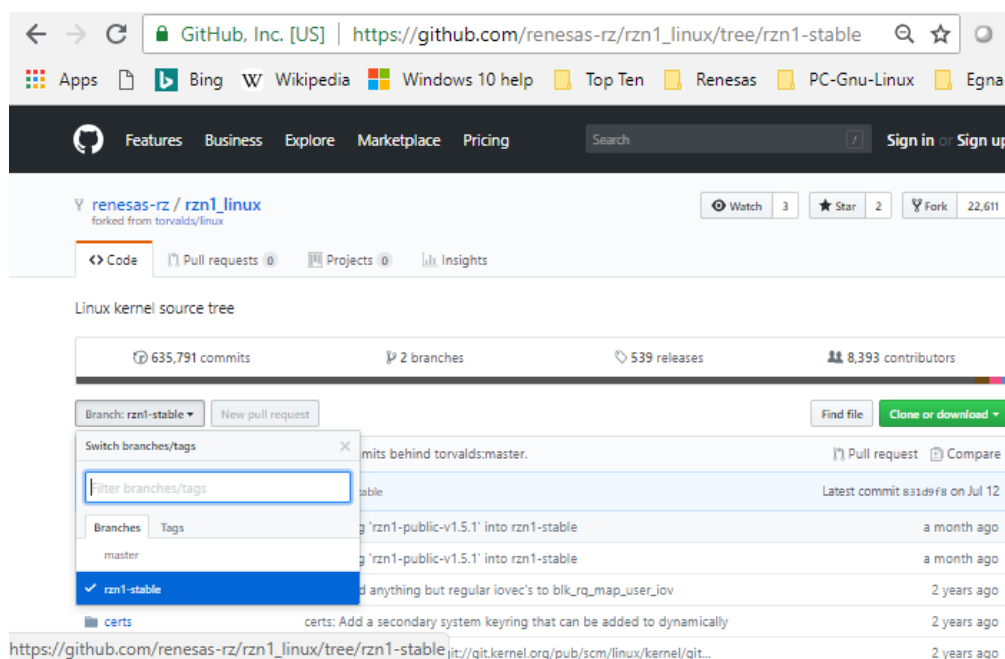 GitHub, Inc. [US] | https://github.com/renesas-rz/rzn1_linux/tree/rzn1-stable
Apps Bing W Wikipedia Windows 10 help Top Ten Renesas PC-Gnu-Linux Egna
Features Business Explore Marketplace Pricing Search / Sign in or Sign up
renesas-rz / rzn1_linux Watch 3 Star 2 Fork 22,611
forked from torvalds/linux
<> Code Pull requests 0 Projects 0 Insights
Linux kernel source tree
635,791 commits 2 branches 539 releases 8,393 contributors
Branch: rzn1-stable New pull request Find file Clone or download
Switch branches/tags
mits behind torvalds:master. Pull request Compare
Filter branches/tags
able Latest commit 831d9f8 on Jul 12
Branches Tags
g 'rzn1-public-v1.5.1' into rzn1-stable a month ago
master
g 'rzn1-public-v1.5.1' into rzn1-stable a month ago
rzn1-stable
d anything but regular iovec's to blk_rq_map_user_iov 2 years ago
certs certs: Add a secondary system keyring that can be added to dynamically 2 years ago
https://github.com/renesas-rz/rzn1_linux/tree/rzn1-stable
git://git.kernel.org/pub/scm/linux/kernel/git... 2 years ago